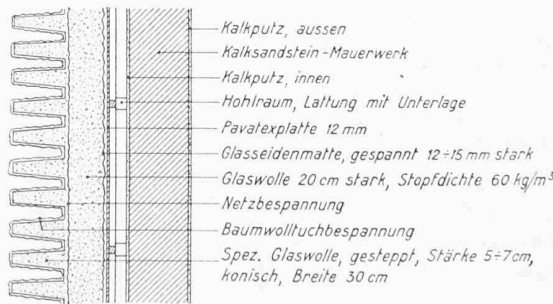 Kalkputz, aussen
Kalksandstein-Mauerwerk
Kalkputz, innen
Hohlraum, Lattung mit Unterlage
Pavatexplatte 12 mm
Glasseidenmatte, gespannt 12÷15 mm stark
Glaswolle 20 cm stark, Stopfdichte 60 kg/m³
Netzbespannung
Baumwolltuchbespannung
Spez. Glaswolle, gesteppt, Stärke 5÷7cm,
konisch, Breite 30 cm